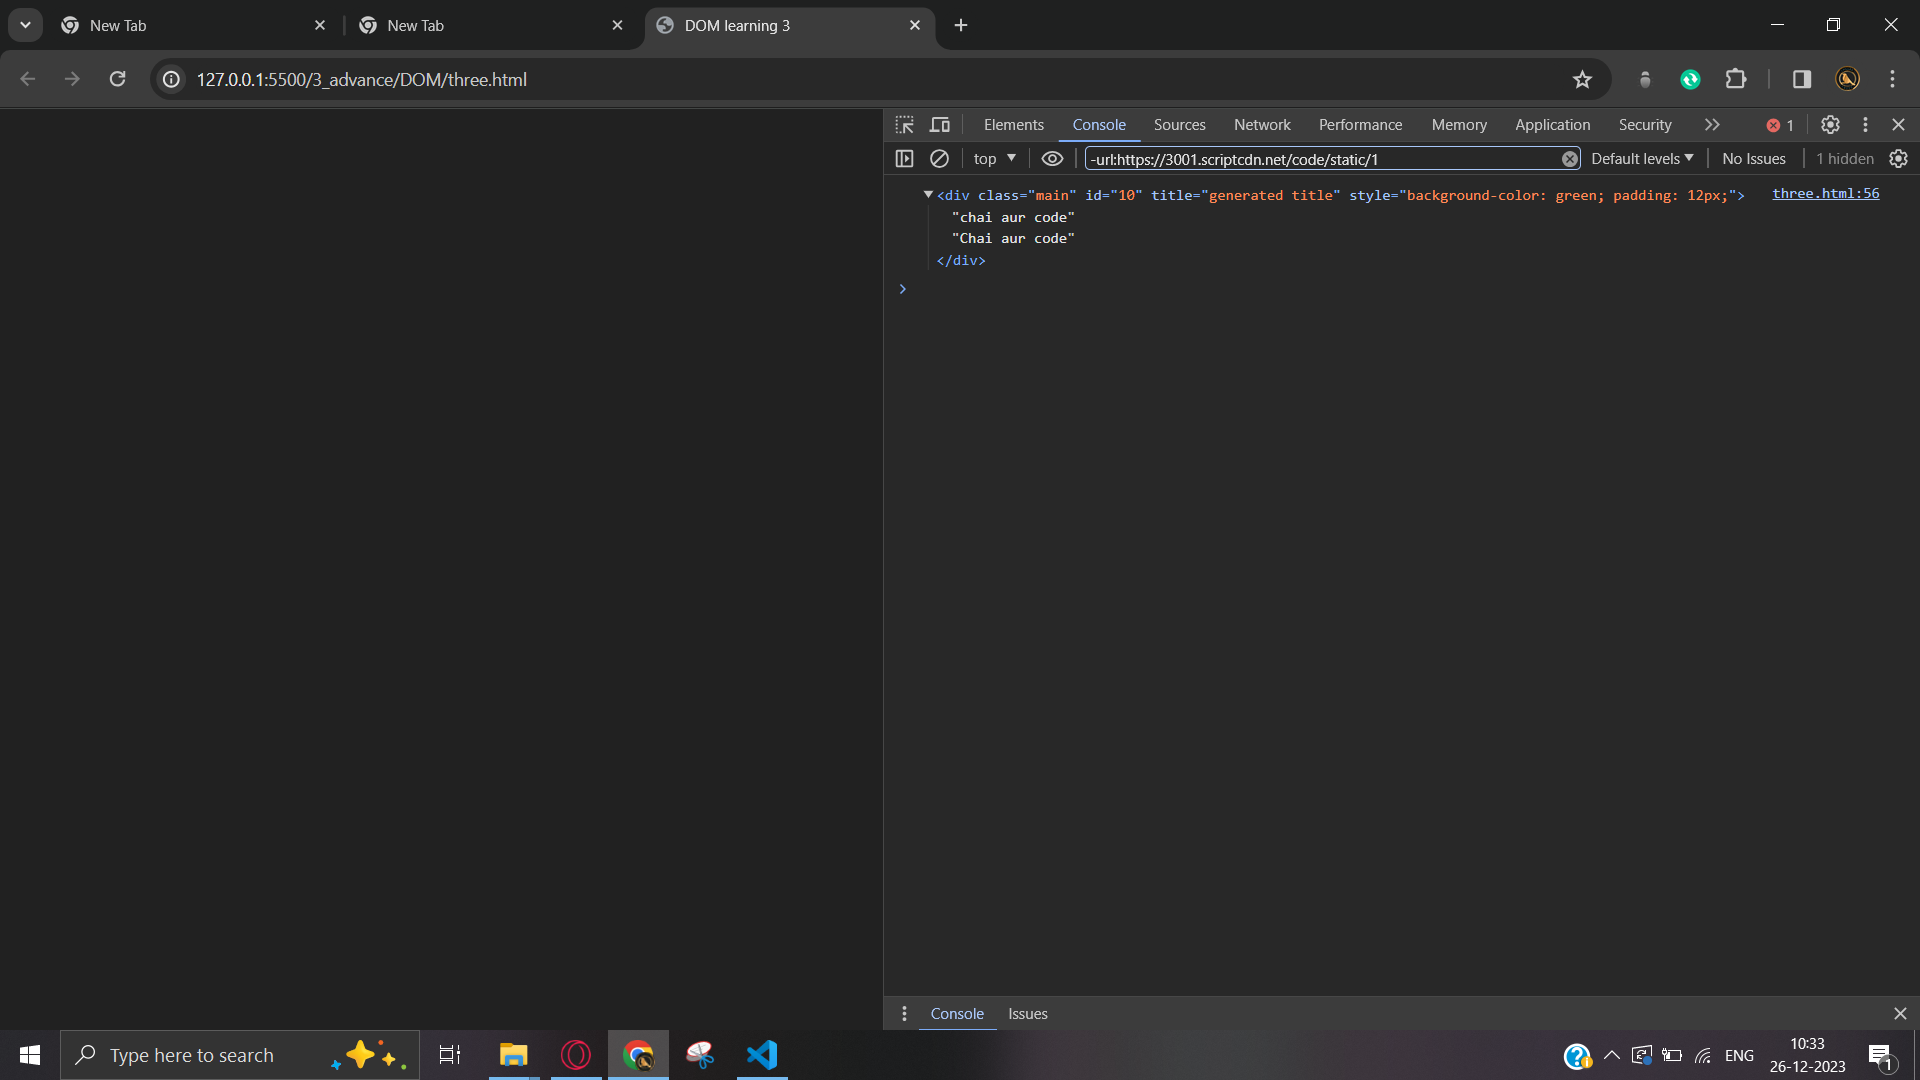 New Tab
New Tab
DOM learning 3
127.0.0.1:5500/3_advance/DOM/three.html
Elements Console Sources Network Performance Memory Application Security 1
top -url:https://3001.scriptcdn.net/code/static/1 Default levels No Issues 1 hidden
<div class="main" id="10" title="generated title" style="background-color: green; padding: 12px;"> three.html:56
"chai aur code"
"Chai aur code"
</div>
Console Issues
Type here to search
ENG
10:33
26-12-2023
1